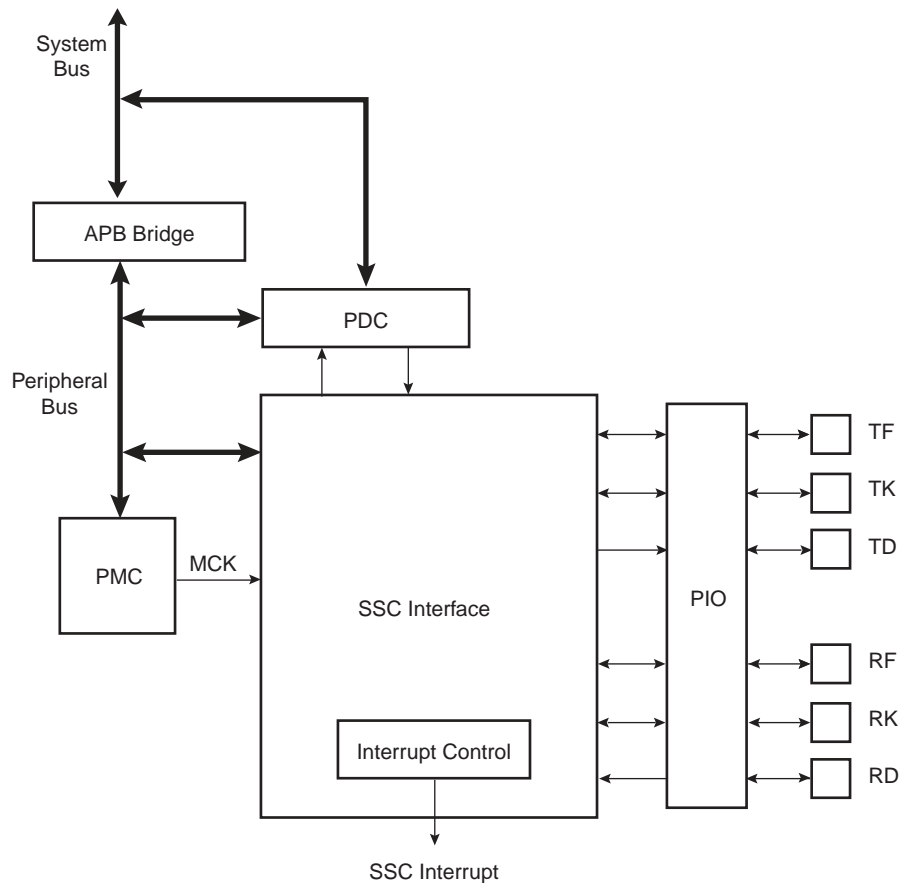 System
Bus
APB Bridge
PDC
Peripheral
Bus
PMC
MCK
SSC Interface
Interrupt Control
SSC Interrupt
PIO
TF
TK
TD
RF
RK
RD